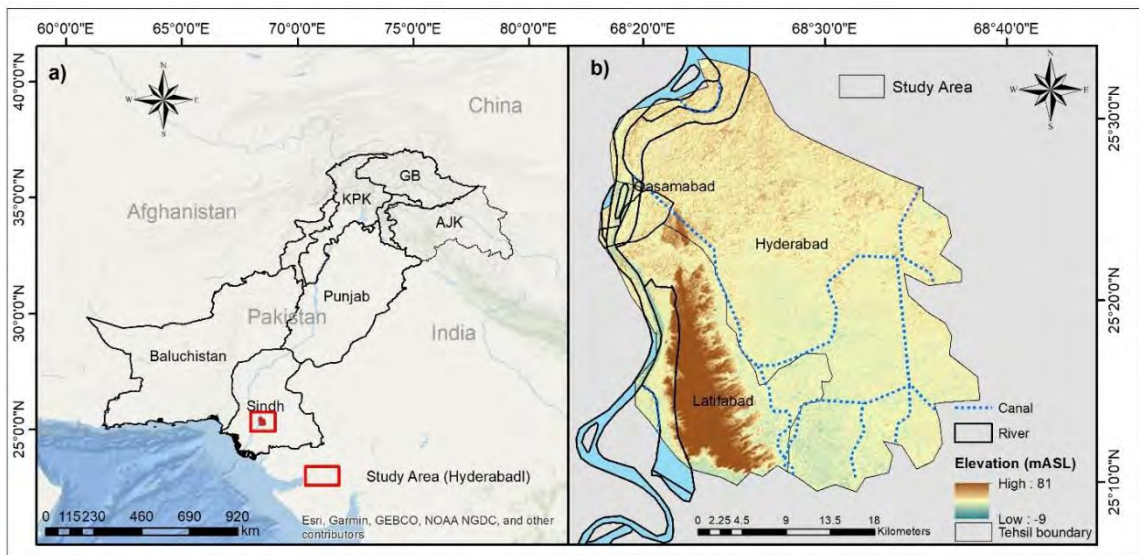 60°0'0"E 65°0'0"E 70°0'0"E 75°0'0"E 80°0'0"E
40°0'0"N
35°0'0"N
30°0'0"N
25°0'0"N
a)
N
W E
S
China
Afghanistan
GB
KPK
AJK
Punjab
Pakistan
India
Baluchistan
Sindh
Study Area (Hyderabadl)
0 115230 460 690 920
km
Esri, Garmin, GEBCO, NOAA NGDC, and other
contributors
68°20'0"E 68°30'0"E 68°40'0"E
25°30'0"N
25°20'0"N
25°10'0"N
b)
Study Area
N
W E
S
Qasamabad
Hyderabad
Latifabad
Canal
River
Elevation (mASL)
High : 81
Low : -9
Tehsil boundary
0 2.25 4.5 9 13.5 18
Kilometers